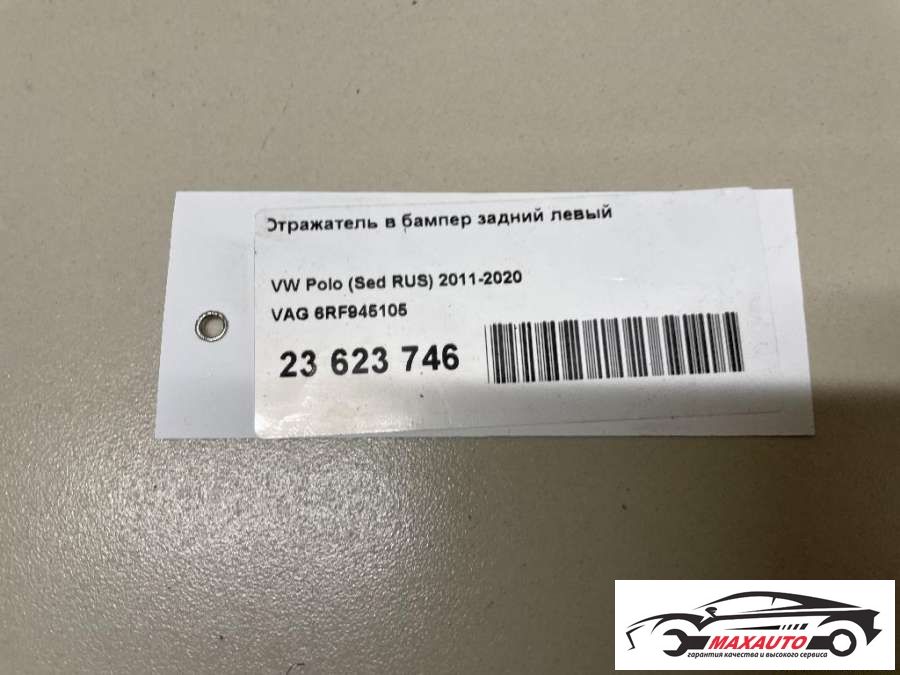 Отражатель в бампер задний левый
VW Polo (Sed RUS) 2011-2020
VAG 6RF945105
23 623 746
MAXAUTO
гарантия качества и высокого сервиса